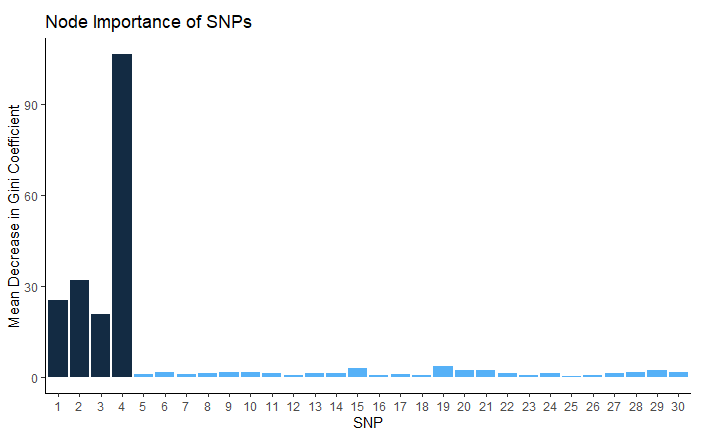 Node Importance of SNPs
Mean Decrease in Gini Coefficient
90
60
30
0
1 2 3 4 5 6 7 8 9 10 11 12 13 14 15 16 17 18 19 20 21 22 23 24 25 26 27 28 29 30
SNP